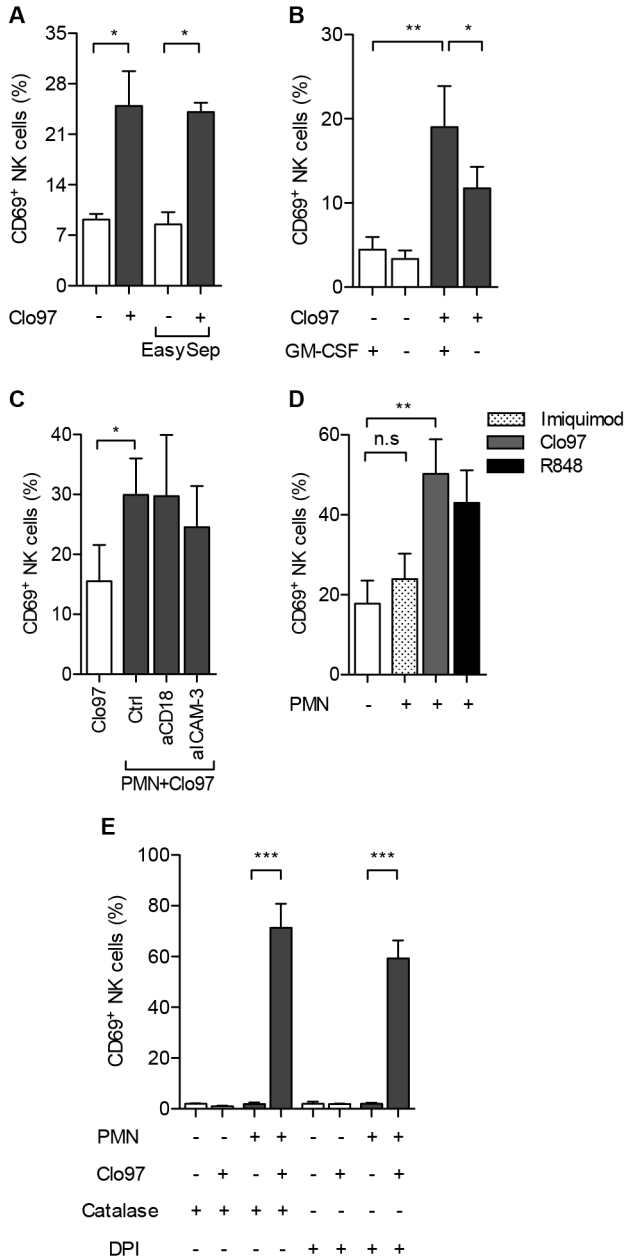 A
CD69+ NK cells (%)
35
28
21
14
7
0
* *
Clo97 - + - +
EasySep
B
CD69+ NK cells (%)
30
20
10
0
** *
Clo97 - - + +
GM-CSF + - + -
C
CD69+ NK cells (%)
40
30
20
10
0
*
Clo97 Ctrl aCD18 aICAM-3
PMN+Clo97
D
CD69+ NK cells (%)
60
40
20
0
**
n.s
Imiquimod
Clo97
R848
PMN - + + +
E
CD69+ NK cells (%)
100
80
60
40
20
0
*** ***
PMN - - + + - - + +
Clo97 - + - + - + - +
Catalase + + + + - - - -
DPI - - - - + + + +